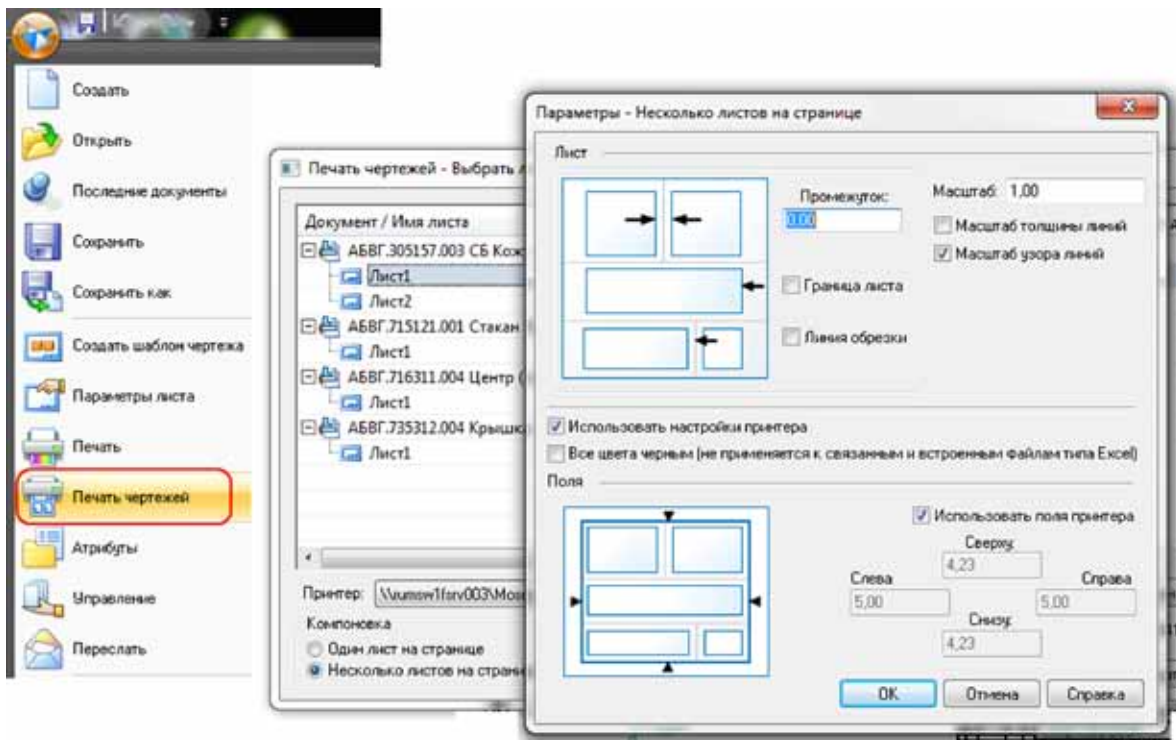 Создать
Открыть
Последние документы
Сохранить
Сохранить как
Создать шаблон чертежа
Параметры листа
Печать
Печать чертежей
Атрибуты
Управление
Переслать
Печать чертежей - Выбрать
Документ / Имя листа
АБВГ.305157.003 СБ Кож
Лист1
Лист2
АБВГ.715121.001 Стакан
Лист1
АБВГ.716311.004 Центр (
Лист1
АБВГ.735312.004 Крышк
Лист1
Принтер:
Компоновка
Один лист на странице
Несколько листов на страни
Параметры - Несколько листов на странице
Лист
Промежуток:
0.00
Масштаб: 1,00
Масштаб толщины линий
Масштаб узора линий
Граница листа
Линия обрезки
Использовать настройки принтера
Все цвета черным (не применяется к связанным и встроенным файлам типа Excel)
Поля
Использовать поля принтера
Сверху:
4,23
Слева
Справа
5,00
5,00
Снизу:
4,23
OK
Отмена
Справка